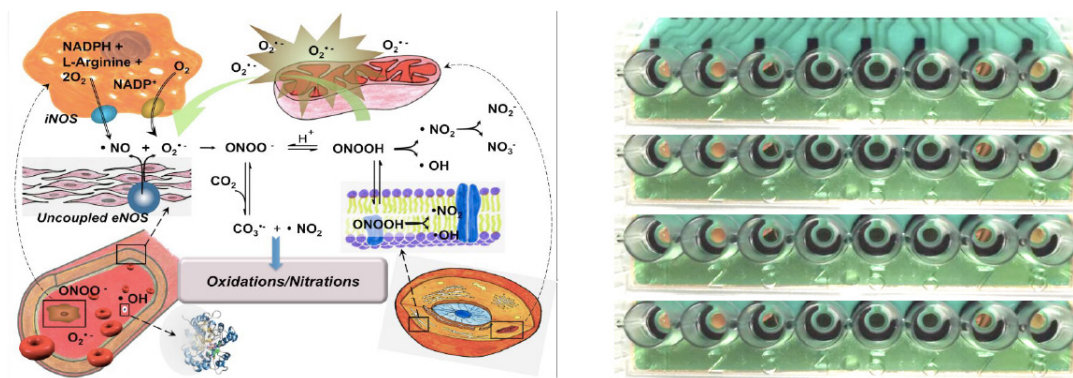 NADPH +
L-Arginine +
2O₂
NADP⁺
O₂
iNOS
O₂•⁻
O₂•⁻
O₂•⁻
O₂•⁻
•NO + O₂•⁻
ONOO⁻
H⁺
ONOOH
•NO₂
NO₂⁻
NO₃⁻
•OH
Uncoupled eNOS
CO₂
CO₃•⁻ + •NO₂
ONOOH
•NO₂
•OH
Oxidations/Nitrations
ONOO⁻
•OH
O₂•⁻